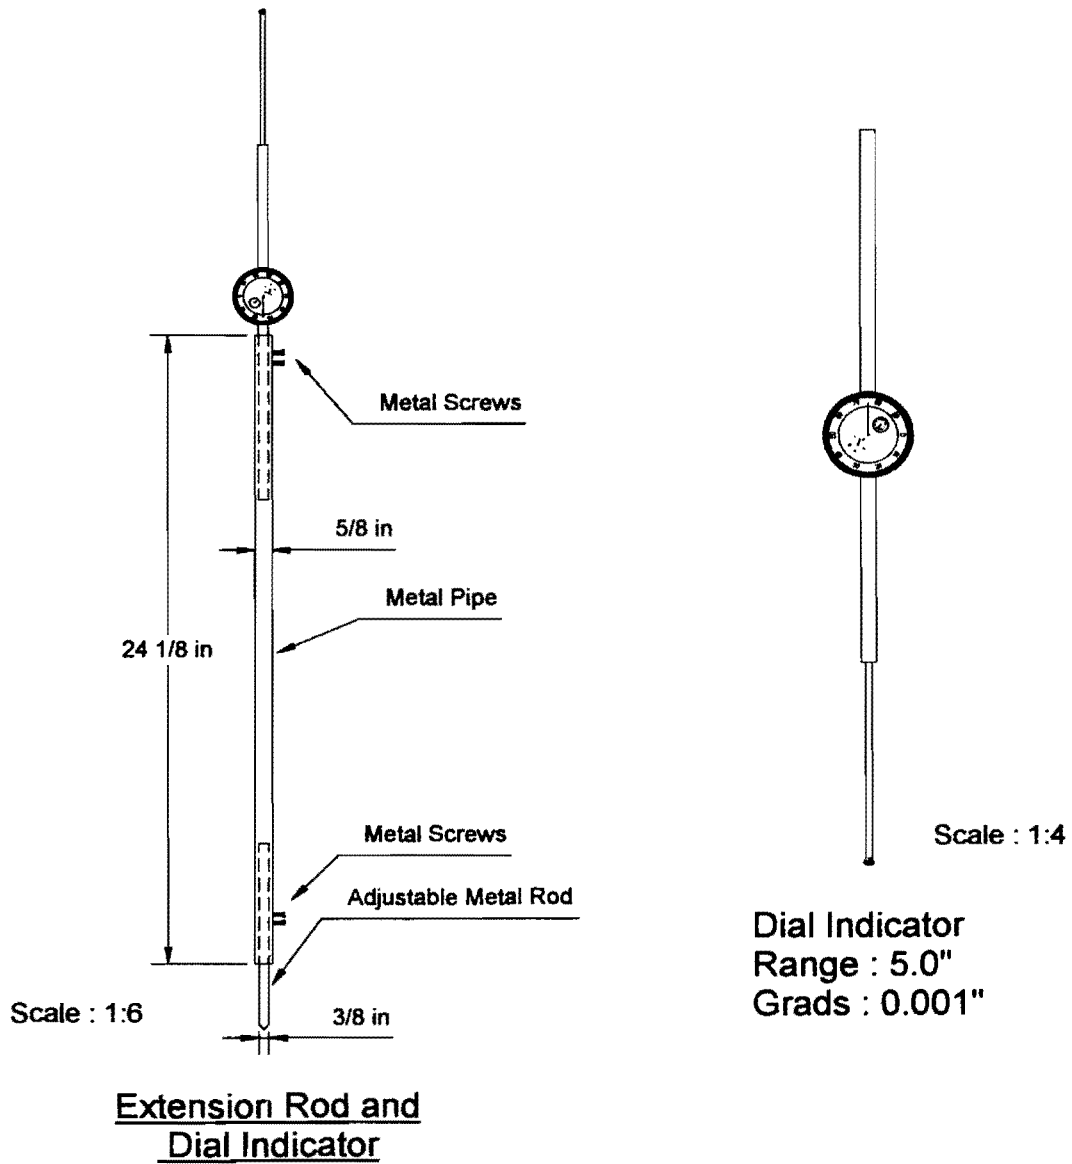 Metal Screws
5/8 in
Metal Pipe
24 1/8 in
Metal Screws
Adjustable Metal Rod
Scale : 1:6
3/8 in
Extension Rod and
Dial Indicator
Scale : 1:4
Dial Indicator
Range : 5.0"
Grads : 0.001"